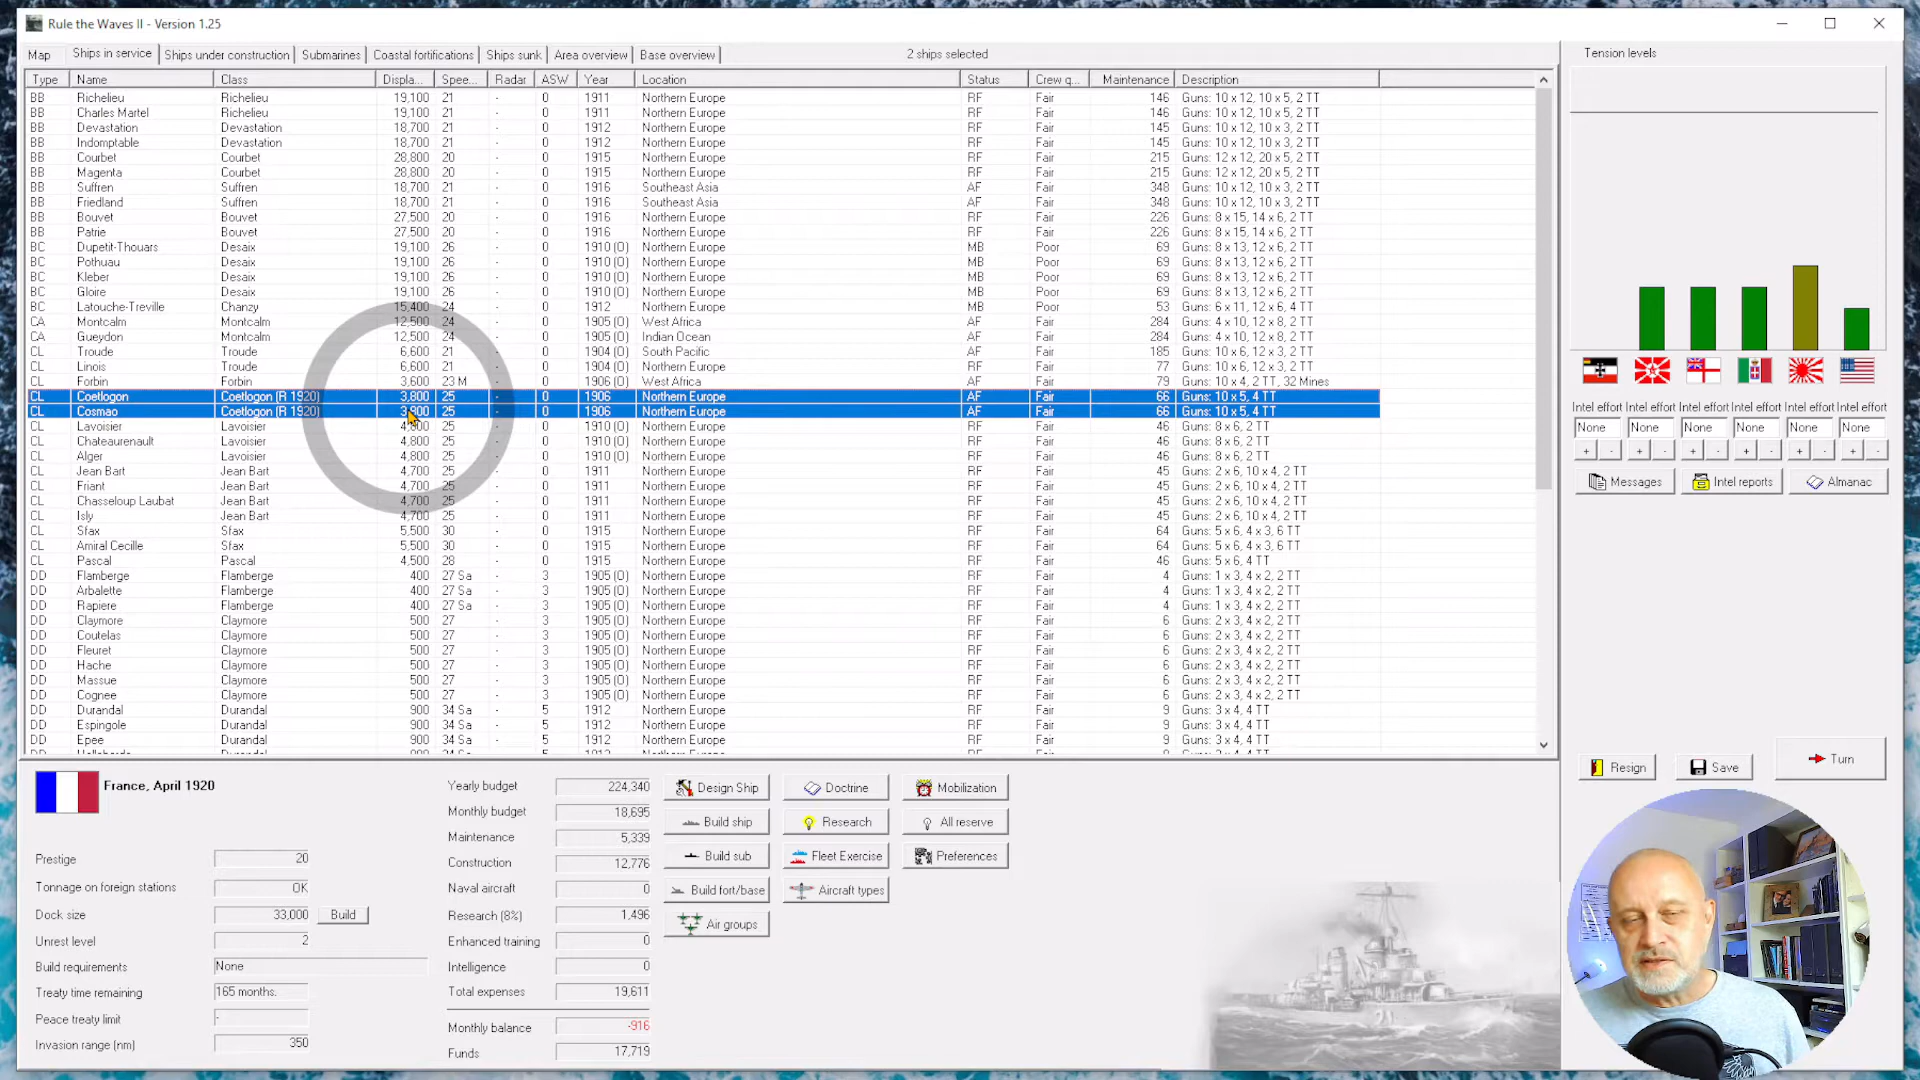 Rule the Waves II - Version 1.25
Map Ships in service Ships under construction Submarines Coastal fortifications Ships sunk Area overview Base overview 2 ships selected Tension levels
Type Name Class Displa... Spee... Radar ASW Year Location Status Crew q... Maintenance Description
BB Richelieu Richelieu 19,100 21 - 0 1911 Northern Europe RF Fair 146 Guns: 10 x 12, 10 x 5, 2 TT
BB Charles Martel Richelieu 19,100 21 - 0 1911 Northern Europe RF Fair 146 Guns: 10 x 12, 10 x 5, 2 TT
BB Devastation Devastation 18,700 21 - 0 1912 Northern Europe RF Fair 145 Guns: 10 x 12, 10 x 3, 2 TT
BB Indomptable Devastation 18,700 21 - 0 1912 Northern Europe RF Fair 145 Guns: 10 x 12, 10 x 3, 2 TT
BB Courbet Courbet 28,800 20 - 0 1915 Northern Europe RF Fair 215 Guns: 12 x 12, 20 x 5, 2 TT
BB Magenta Courbet 28,800 20 - 0 1915 Northern Europe RF Fair 215 Guns: 12 x 12, 20 x 5, 2 TT
BB Suffren Suffren 18,700 21 - 0 1916 Southeast Asia AF Fair 348 Guns: 10 x 12, 10 x 3, 2 TT
BB Friedland Suffren 18,700 21 - 0 1916 Southeast Asia AF Fair 348 Guns: 10 x 12, 10 x 3, 2 TT
BB Bouvet Bouvet 27,500 20 - 0 1916 Northern Europe RF Fair 226 Guns: 8 x 15, 14 x 6, 2 TT
BB Patrie Bouvet 27,500 20 - 0 1916 Northern Europe RF Fair 226 Guns: 8 x 15, 14 x 6, 2 TT
BC Dupetit-Thouars Desaix 19,100 26 - 0 1910 (O) Northern Europe MB Poor 69 Guns: 8 x 13, 12 x 6, 2 TT
BC Pothuau Desaix 19,100 26 - 0 1910 (O) Northern Europe MB Poor 69 Guns: 8 x 13, 12 x 6, 2 TT
BC Kleber Desaix 19,100 26 - 0 1910 (O) Northern Europe MB Poor 69 Guns: 8 x 13, 12 x 6, 2 TT
BC Gloire Desaix 19,100 26 - 0 1910 (O) Northern Europe MB Poor 69 Guns: 8 x 13, 12 x 6, 2 TT
BC Latouche-Treville Chanzy 15,400 24 - 0 1912 Northern Europe MB Poor 53 Guns: 6 x 11, 12 x 6, 4 TT
CA Montcalm Montcalm 12,500 24 - 0 1905 (O) West Africa AF Fair 284 Guns: 4 x 10, 12 x 8, 2 TT
CA Gueydon Montcalm 12,500 24 - 0 1905 (O) Indian Ocean AF Fair 284 Guns: 4 x 10, 12 x 8, 2 TT
CL Troude Troude 6,600 21 - 0 1904 (O) South Pacific AF Fair 185 Guns: 10 x 6, 12 x 3, 2 TT
CL Linois Troude 6,600 21 - 0 1904 (O) Northern Europe RF Fair 77 Guns: 10 x 6, 12 x 3, 2 TT
CL Forbin Forbin 3,600 23 M - 0 1906 (O) West Africa AF Fair 79 Guns: 10 x 4, 2 TT, 32 Mines
CL Coetlogon Coetlogon (R 1920) 3,800 25 - 0 1906 Northern Europe AF Fair 66 Guns: 10 x 5, 4 TT
CL Cosmao Coetlogon (R 1920) 3,800 25 - 0 1906 Northern Europe AF Fair 66 Guns: 10 x 5, 4 TT
CL Lavoisier Lavoisier 4,800 25 - 0 1910 (O) Northern Europe RF Fair 46 Guns: 8 x 6, 2 TT
CL Chateaurenault Lavoisier 4,800 25 - 0 1910 (O) Northern Europe RF Fair 46 Guns: 8 x 6, 2 TT
CL Alger Lavoisier 4,800 25 - 0 1910 (O) Northern Europe RF Fair 46 Guns: 8 x 6, 2 TT
CL Jean Bart Jean Bart 4,700 25 - 0 1911 Northern Europe RF Fair 45 Guns: 2 x 6, 10 x 4, 2 TT
CL Friant Jean Bart 4,700 25 - 0 1911 Northern Europe RF Fair 45 Guns: 2 x 6, 10 x 4, 2 TT
CL Chasseloup Laubat Jean Bart 4,700 25 - 0 1911 Northern Europe RF Fair 45 Guns: 2 x 6, 10 x 4, 2 TT
CL Isly Jean Bart 4,700 25 - 0 1911 Northern Europe RF Fair 45 Guns: 2 x 6, 10 x 4, 2 TT
CL Sfax Sfax 5,500 30 - 0 1915 Northern Europe RF Fair 64 Guns: 5 x 6, 4 x 3, 6 TT
CL Amiral Cecille Sfax 5,500 30 - 0 1915 Northern Europe RF Fair 64 Guns: 5 x 6, 4 x 3, 6 TT
CL Pascal Pascal 4,500 28 - 0 1915 Northern Europe RF Fair 46 Guns: 5 x 6, 4 TT
DD Flamberge Flamberge 400 27 Sa - 3 1905 (O) Northern Europe RF Fair 4 Guns: 1 x 3, 4 x 2, 2 TT
DD Arbalette Flamberge 400 27 Sa - 3 1905 (O) Northern Europe RF Fair 4 Guns: 1 x 3, 4 x 2, 2 TT
DD Rapiere Flamberge 400 27 Sa - 3 1905 (O) Northern Europe RF Fair 4 Guns: 1 x 3, 4 x 2, 2 TT
DD Claymore Claymore 500 27 - 3 1905 (O) Northern Europe RF Fair 6 Guns: 2 x 3, 4 x 2, 2 TT
DD Coutelas Claymore 500 27 - 3 1905 (O) Northern Europe RF Fair 6 Guns: 2 x 3, 4 x 2, 2 TT
DD Fleuret Claymore 500 27 - 3 1905 (O) Northern Europe RF Fair 6 Guns: 2 x 3, 4 x 2, 2 TT
DD Hache Claymore 500 27 - 3 1905 (O) Northern Europe RF Fair 6 Guns: 2 x 3, 4 x 2, 2 TT
DD Massue Claymore 500 27 - 3 1905 (O) Northern Europe RF Fair 6 Guns: 2 x 3, 4 x 2, 2 TT
DD Cognee Claymore 500 27 - 3 1905 (O) Northern Europe RF Fair 6 Guns: 2 x 3, 4 x 2, 2 TT
DD Durandal Durandal 900 34 Sa - 5 1912 Northern Europe RF Fair 9 Guns: 3 x 4, 4 TT
DD Espingole Durandal 900 34 Sa - 5 1912 Northern Europe RF Fair 9 Guns: 3 x 4, 4 TT
DD Epee Durandal 900 34 Sa - 5 1912 Northern Europe RF Fair 9 Guns: 3 x 4, 4 TT
Intel effort Intel effort Intel effort Intel effort Intel effort Intel effort
None None None None None None
+ - + - + - + - + - + -
Messages Intel reports Almanac
Resign Save Turn
France, April 1920
Prestige 20
Tonnage on foreign stations OK
Dock size 33,000 Build
Unrest level 2
Build requirements None
Treaty time remaining 165 months.
Peace treaty limit -
Invasion range (nm) 350
Yearly budget 224,340
Monthly budget 18,695
Maintenance 5,339
Construction 12,776
Naval aircraft 0
Research (8%) 1,496
Enhanced training 0
Intelligence 0
Total expenses 19,611
Monthly balance -916
Funds 17,719
Design Ship Doctrine Mobilization
Build ship Research All reserve
Build sub Fleet Exercise Preferences
Build fort/base Aircraft types
Air groups